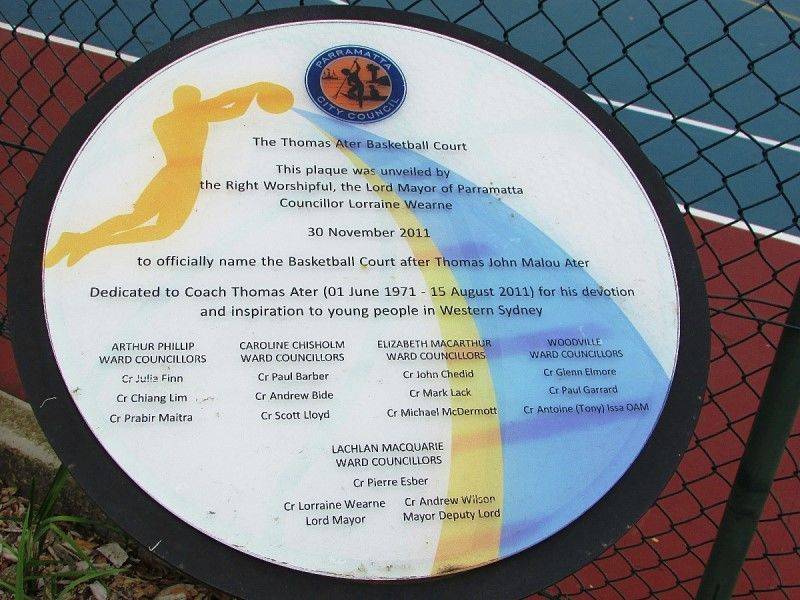 PARRAMATTA
CITY COUNCIL
The Thomas Ater Basketball Court
This plaque was unveiled by
the Right Worshipful, the Lord Mayor of Parramatta
Councillor Lorraine Wearne
30 November 2011
to officially name the Basketball Court after Thomas John Malou Ater
Dedicated to Coach Thomas Ater (01 June 1971 - 15 August 2011) for his devotion
and inspiration to young people in Western Sydney
ARTHUR PHILLIP
WARD COUNCILLORS
Cr Julia Finn
Cr Chiang Lim
Cr Prabir Maitra
CAROLINE CHISHOLM
WARD COUNCILLORS
Cr Paul Barber
Cr Andrew Bide
Cr Scott Lloyd
ELIZABETH MACARTHUR
WARD COUNCILLORS
Cr John Chedid
Cr Mark Lack
Cr Michael McDermott
WOODVILLE
WARD COUNCILLORS
Cr Glenn Elmore
Cr Paul Garrard
Cr Antoine (Tony) Issa OAM
LACHLAN MACQUARIE
WARD COUNCILLORS
Cr Pierre Esber
Cr Lorraine Wearne
Lord Mayor
Cr Andrew Wilson
Mayor Deputy Lord